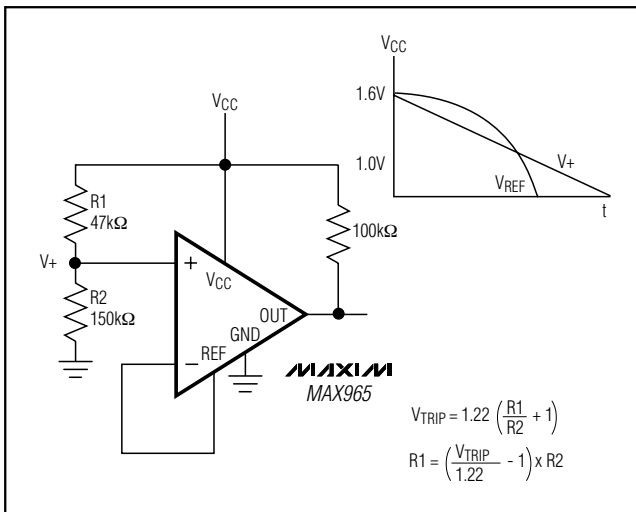 VCC
1.6V
1.0V
V+
VREF
t
VCC
R1
47kΩ
V+
R2
150kΩ
100kΩ
+
VCC
OUT
GND
REF
−
MAXIM
MAX965
VTRIP = 1.22 (R1/R2 + 1)
R1 = (VTRIP/1.22 - 1) x R2